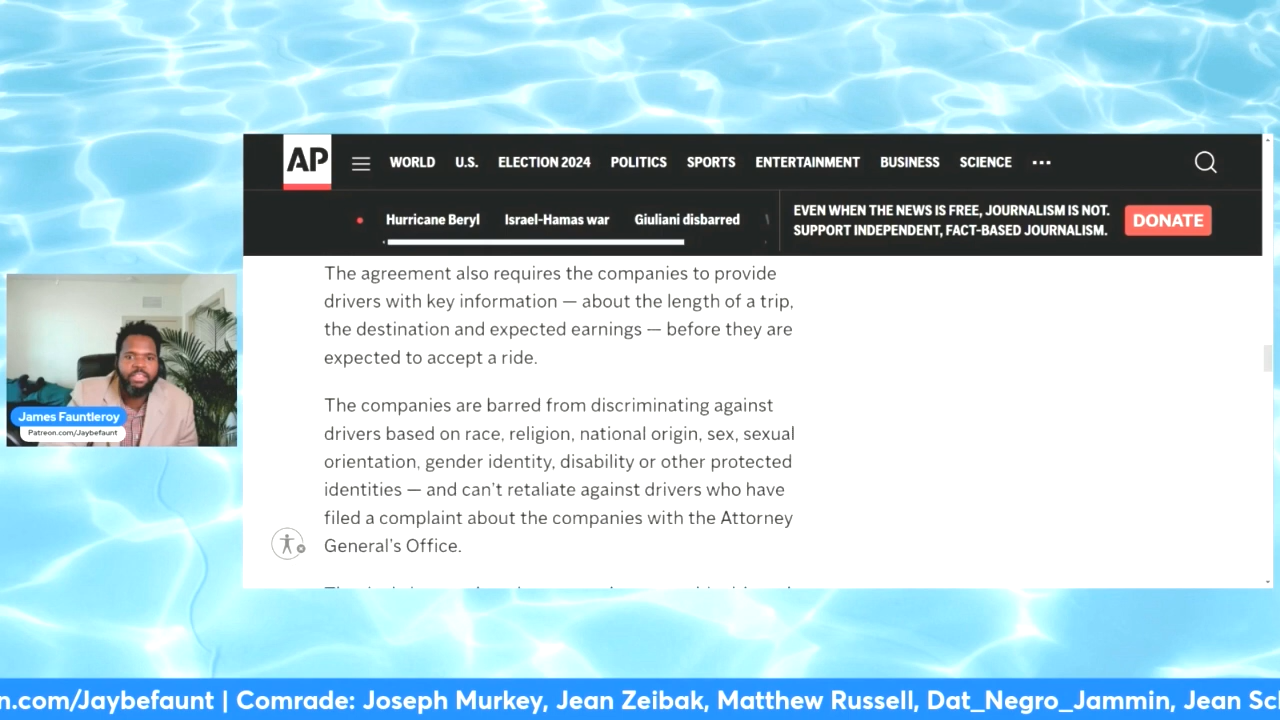 AP
WORLD U.S. ELECTION 2024 POLITICS SPORTS ENTERTAINMENT BUSINESS SCIENCE
Hurricane Beryl Israel-Hamas war Giuliani disbarred
EVEN WHEN THE NEWS IS FREE, JOURNALISM IS NOT.
SUPPORT INDEPENDENT, FACT-BASED JOURNALISM.
DONATE
The agreement also requires the companies to provide
drivers with key information — about the length of a trip,
the destination and expected earnings — before they are
expected to accept a ride.
The companies are barred from discriminating against
drivers based on race, religion, national origin, sex, sexual
orientation, gender identity, disability or other protected
identities — and can't retaliate against drivers who have
filed a complaint about the companies with the Attorney
General's Office.
James Fauntleroy
Patreon.com/Jaybefaunt
n.com/Jaybefaunt | Comrade: Joseph Murkey, Jean Zeibak, Matthew Russell, Dat_Negro_Jammin, Jean